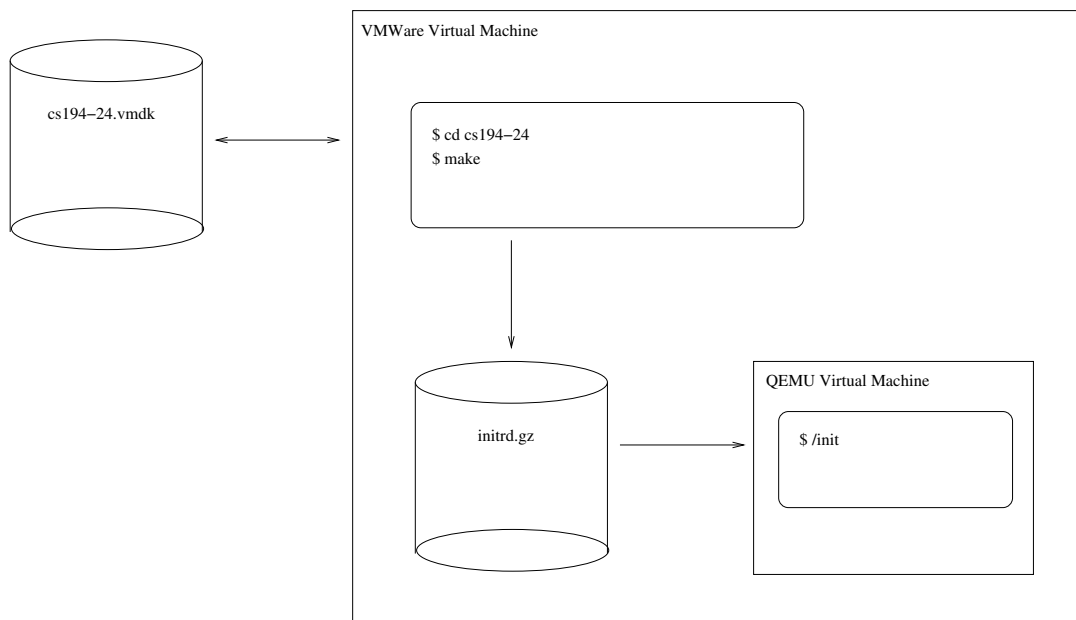 VMWare Virtual Machine
cs194−24.vmdk
$ cd cs194−24
$ make
initrd.gz
QEMU Virtual Machine
$ /init